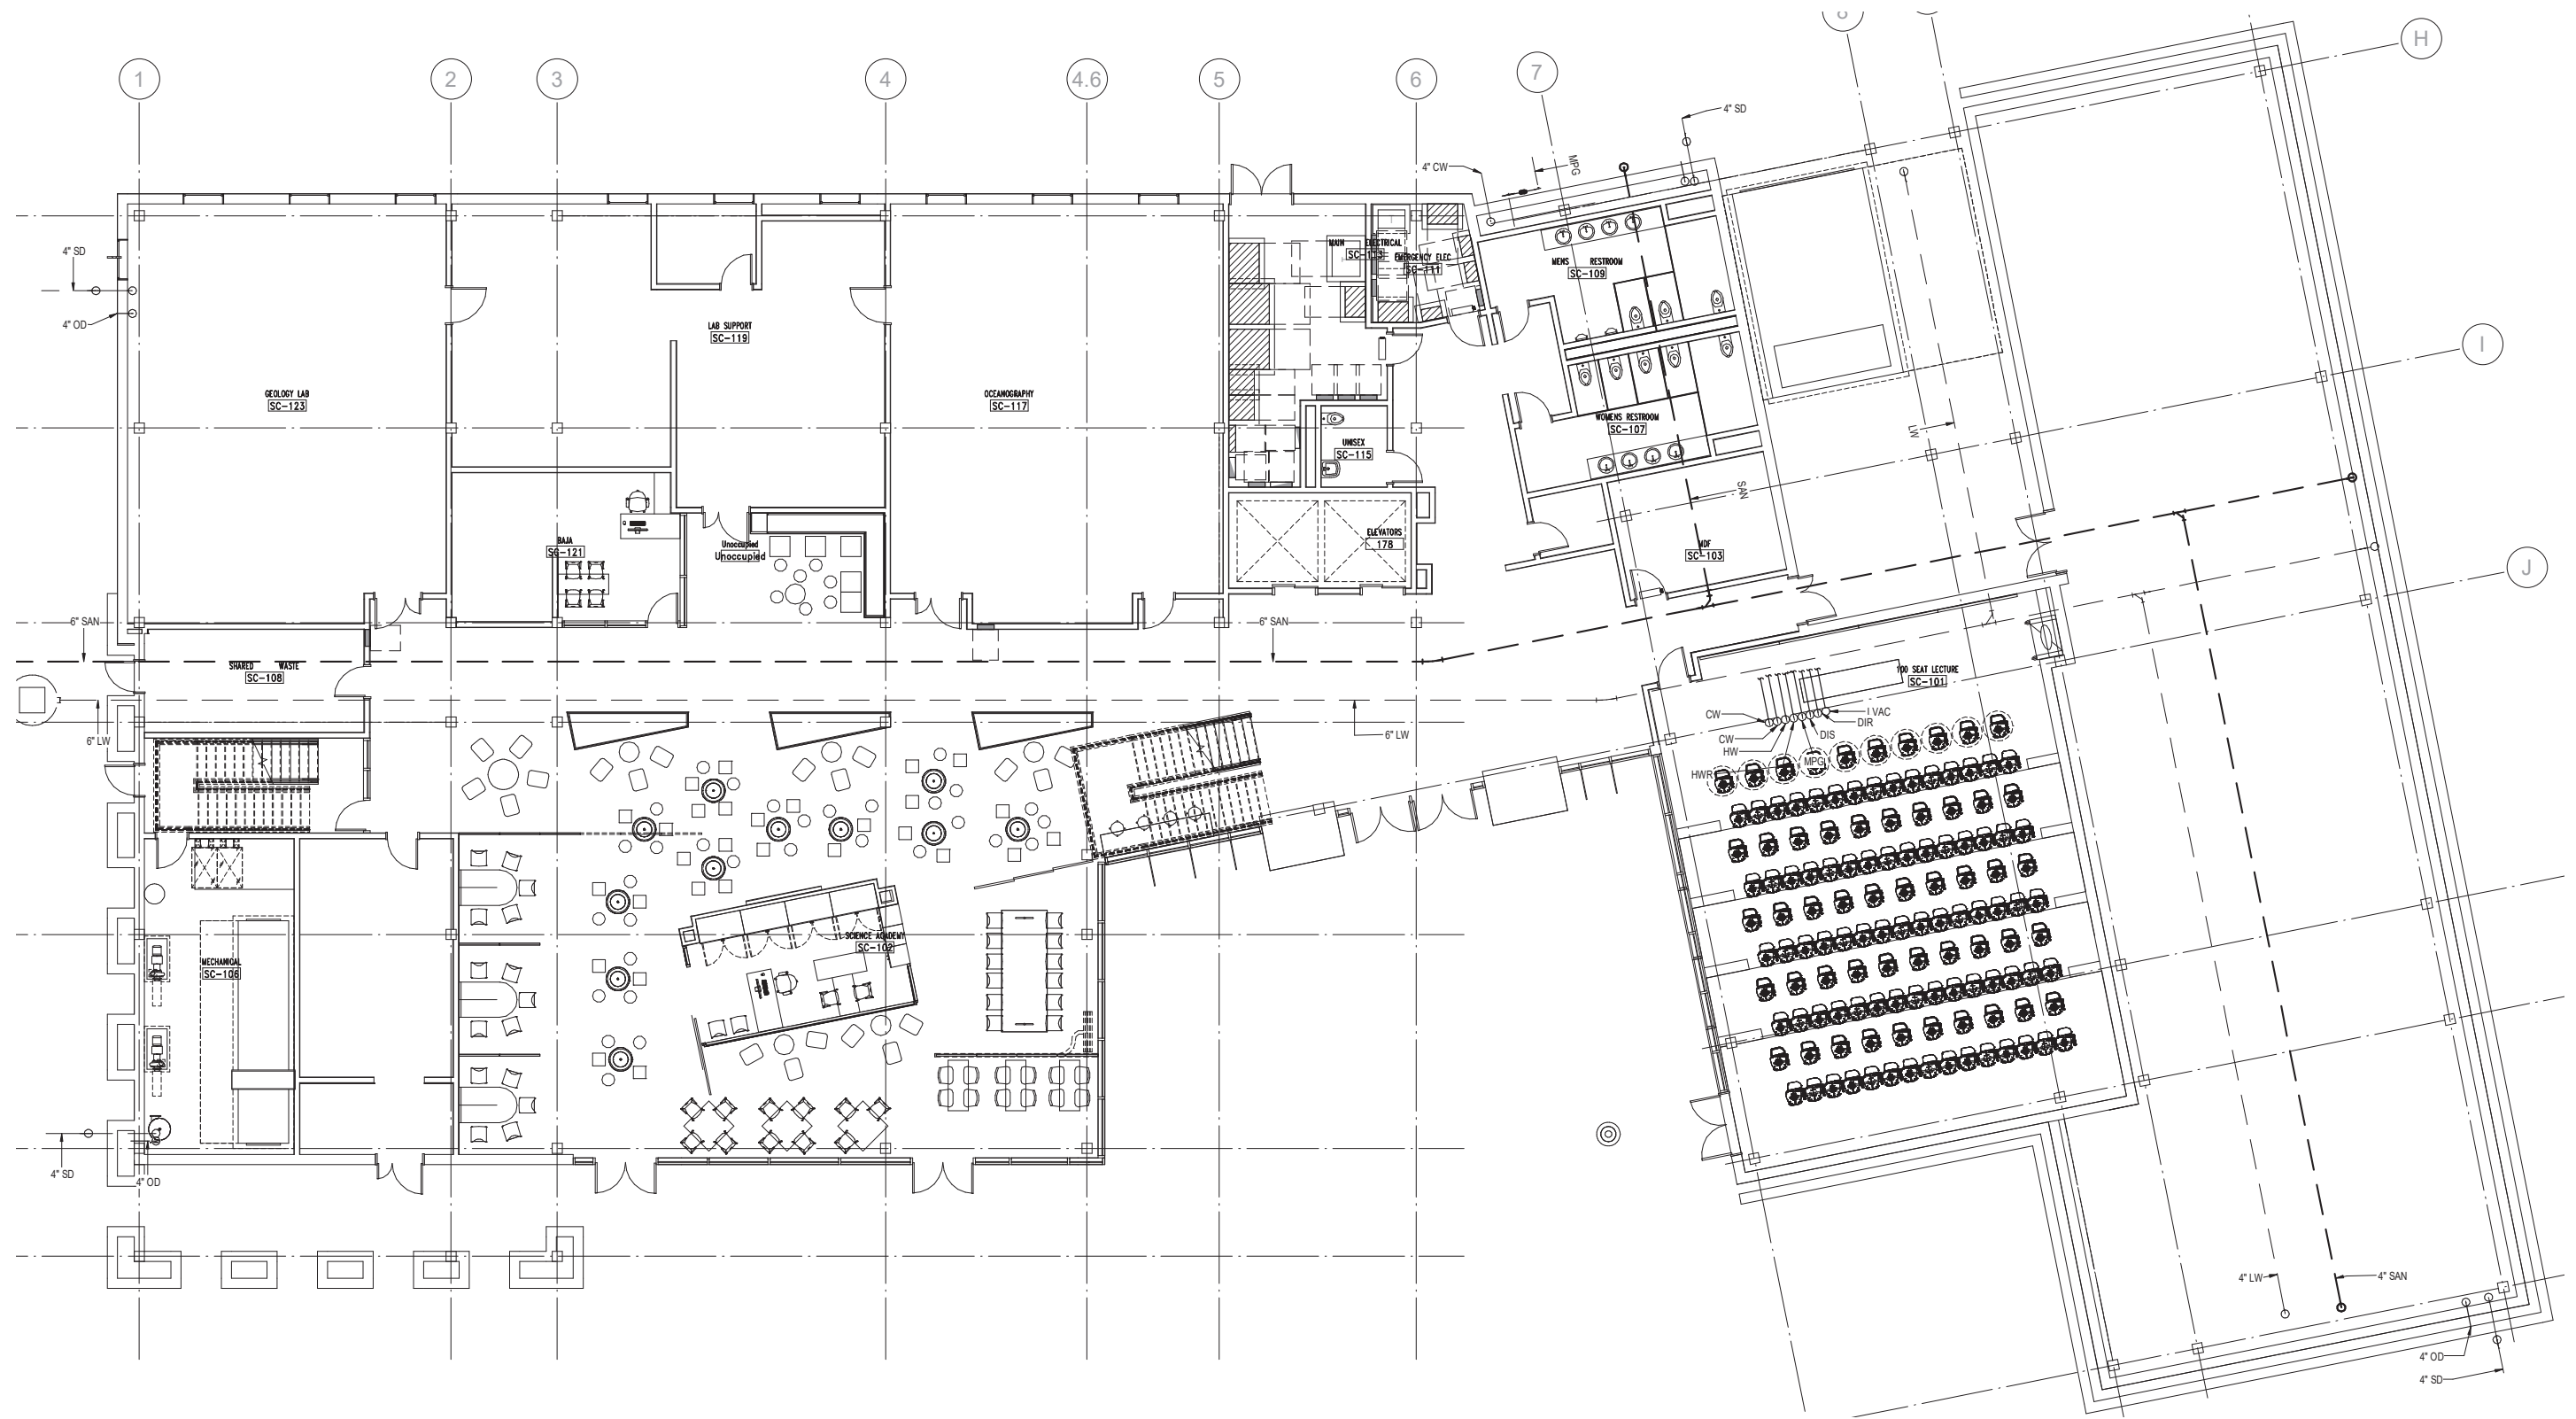 H
1
2
3
4
4.6
5
6
7
4" SD
4" CW
MPG
4" SD
4" OD
MAIN ELECTRICAL
SC-113
EMERGENCY ELEC
SC-111
MENS RESTROOM
SC-109
LAB SUPPORT
SC-119
I
GEOLOGY LAB
SC-123
OCEANOGRAPHY
SC-117
WOMENS RESTROOM
SC-107
LW
UNISEX
SC-115
SAN
BAJA
SC-121
Unoccupied
Unoccupied
ELEVATORS
178
MDF
SC-103
J
6" SAN
6" SAN
SHARED WASTE
SC-108
100 SEAT LECTURE
SC-101
6" LW
6" LW
CW
CW
HW
HWR
MPG
I VAC
DIR
DIS
SCIENCE ACADEMY
SC-102
MECHANICAL
SC-106
4" SD
4" OD
4" LW
4" SAN
4" OD
4" SD